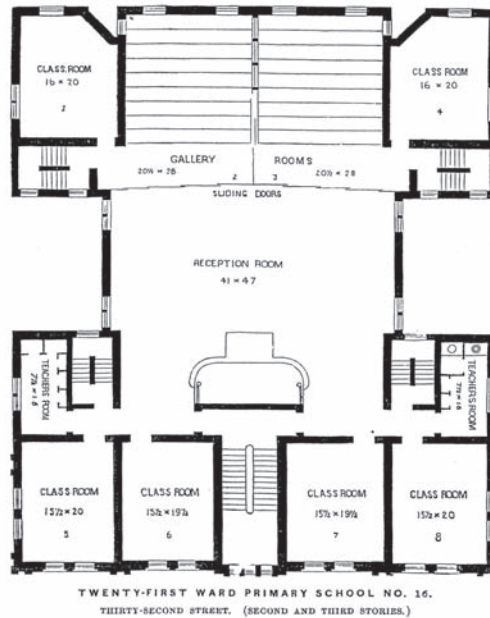 CLASS ROOM
16 × 20
1
CLASS ROOM
16 × 20
4
GALLERY
20½ × 28
2
ROOMS
3
20½ × 28
SLIDING DOORS
RECEPTION ROOM
41 × 47
TEACHERS ROOM
7½ × 18
TEACHER'S ROOM
7½ × 18
CLASS ROOM
15½ × 20
5
CLASS ROOM
15½ × 19½
6
CLASS ROOM
15½ × 19½
7
CLASS ROOM
15½ × 20
8
TWENTY-FIRST WARD PRIMARY SCHOOL NO. 16.
THIRTY-SECOND STREET. (SECOND AND THIRD STORIES.)